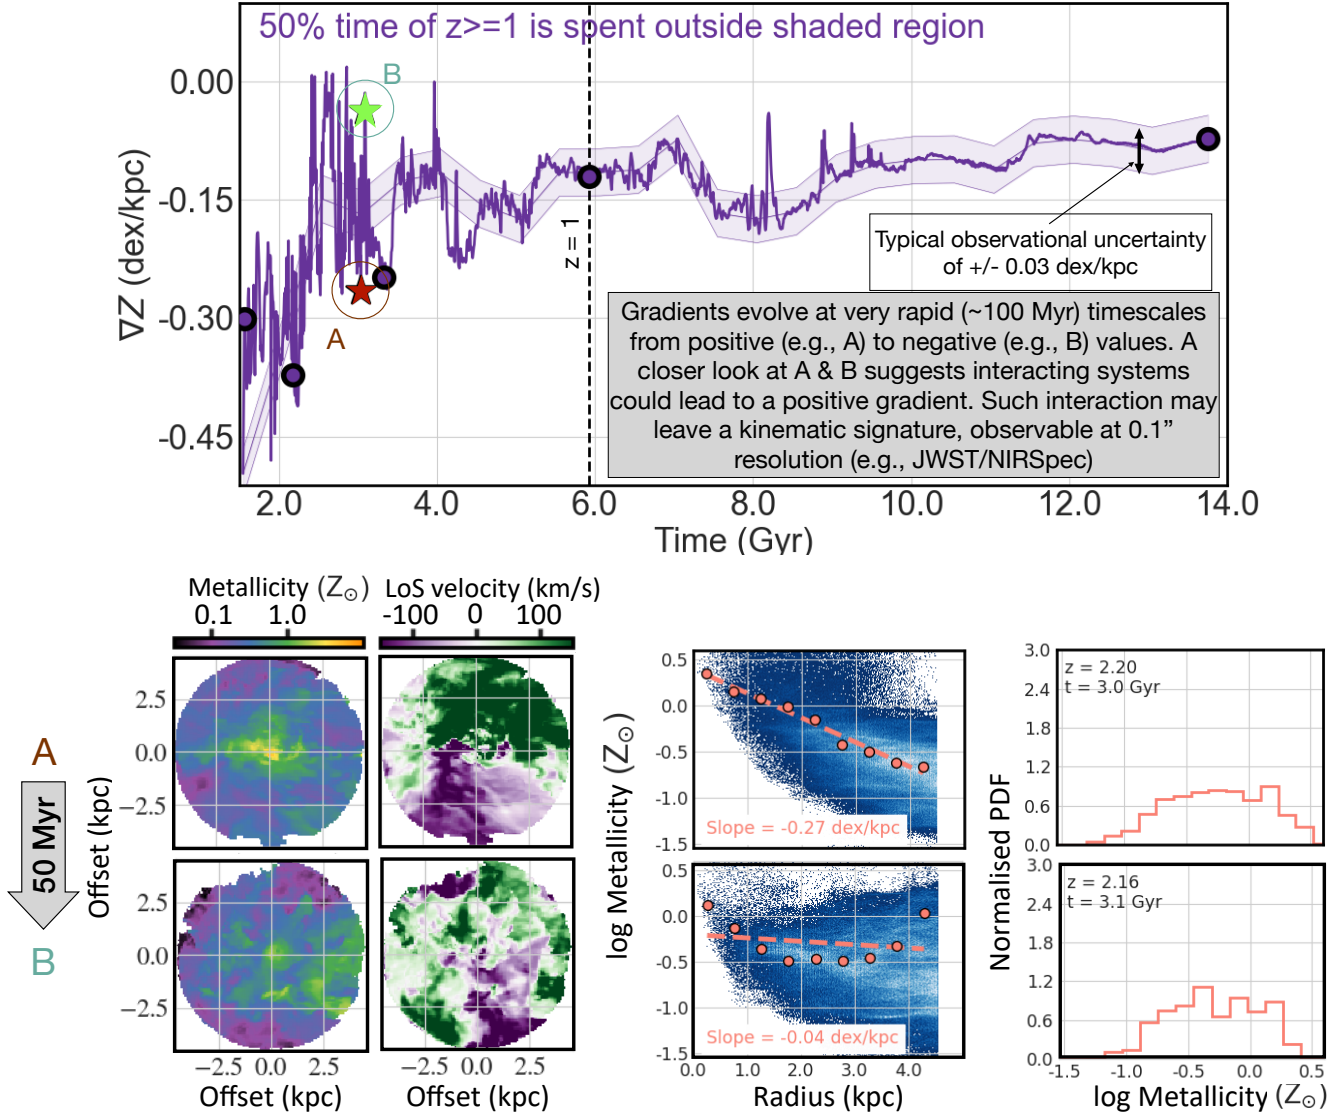 50% time of z>=1 is spent outside shaded region
0.00
-0.15
-0.30
-0.45
∇Z (dex/kpc)
B
A
z = 1
Typical observational uncertainty
of +/- 0.03 dex/kpc
Gradients evolve at very rapid (~100 Myr) timescales
from positive (e.g., A) to negative (e.g., B) values. A
closer look at A & B suggests interacting systems
could lead to a positive gradient. Such interaction may
leave a kinematic signature, observable at 0.1”
resolution (e.g., JWST/NIRSpec)
2.0 4.0 6.0 8.0 10.0 12.0 14.0
Time (Gyr)
Metallicity (Z⊙)
0.1 1.0
LoS velocity (km/s)
-100 0 100
A
50 Myr
B
Offset (kpc)
2.5
0.0
−2.5
2.5
0.0
−2.5
−2.5 0.0 2.5
Offset (kpc)
−2.5 0.0 2.5
Offset (kpc)
log Metallicity (Z⊙)
0.5
0.0
-0.5
-1.0
-1.5
Slope = -0.27 dex/kpc
0.5
0.0
-0.5
-1.0
-1.5
Slope = -0.04 dex/kpc
0.0 1.0 2.0 3.0 4.0
Radius (kpc)
Normalised PDF
3.0
2.4
1.8
1.2
0.6
0.0
z = 2.20
t = 3.0 Gyr
3.0
2.4
1.8
1.2
0.6
0.0
z = 2.16
t = 3.1 Gyr
-1.5 -1.0 -0.5 0.0 0.5
log Metallicity (Z⊙)